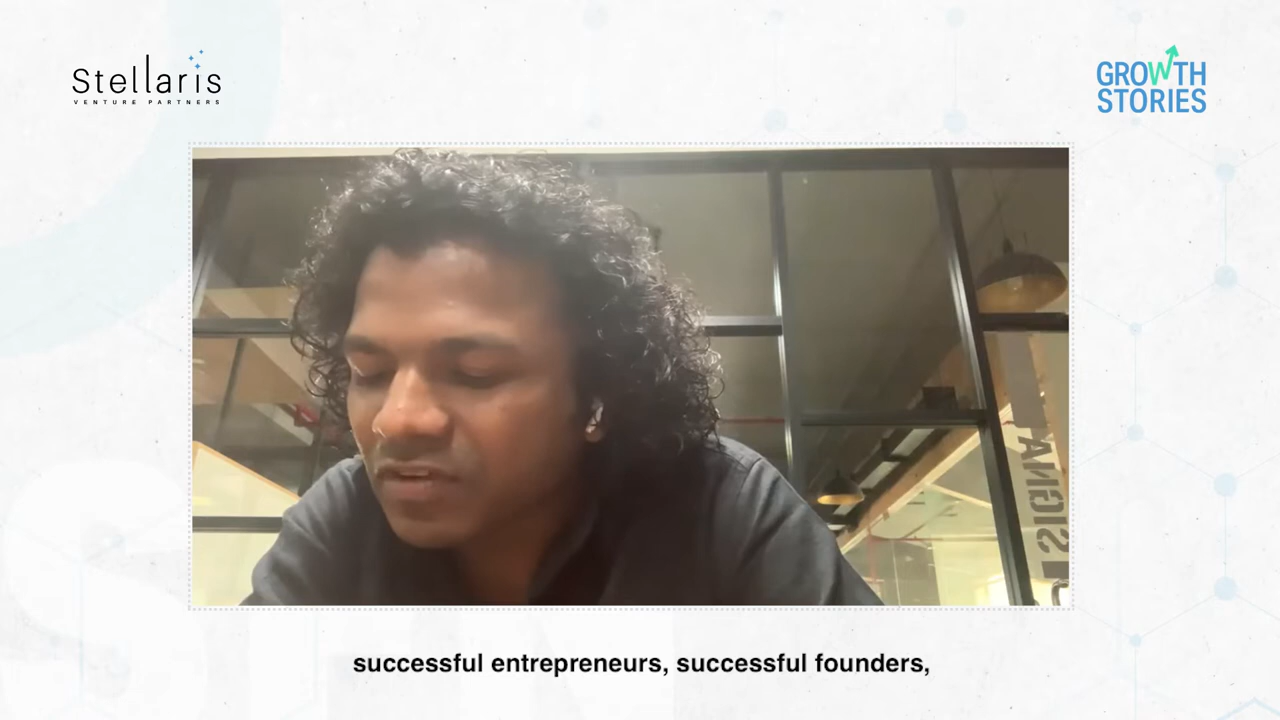 Stellaris
VENTURE PARTNERS
GROWTH
STORIES
successful entrepreneurs, successful founders,